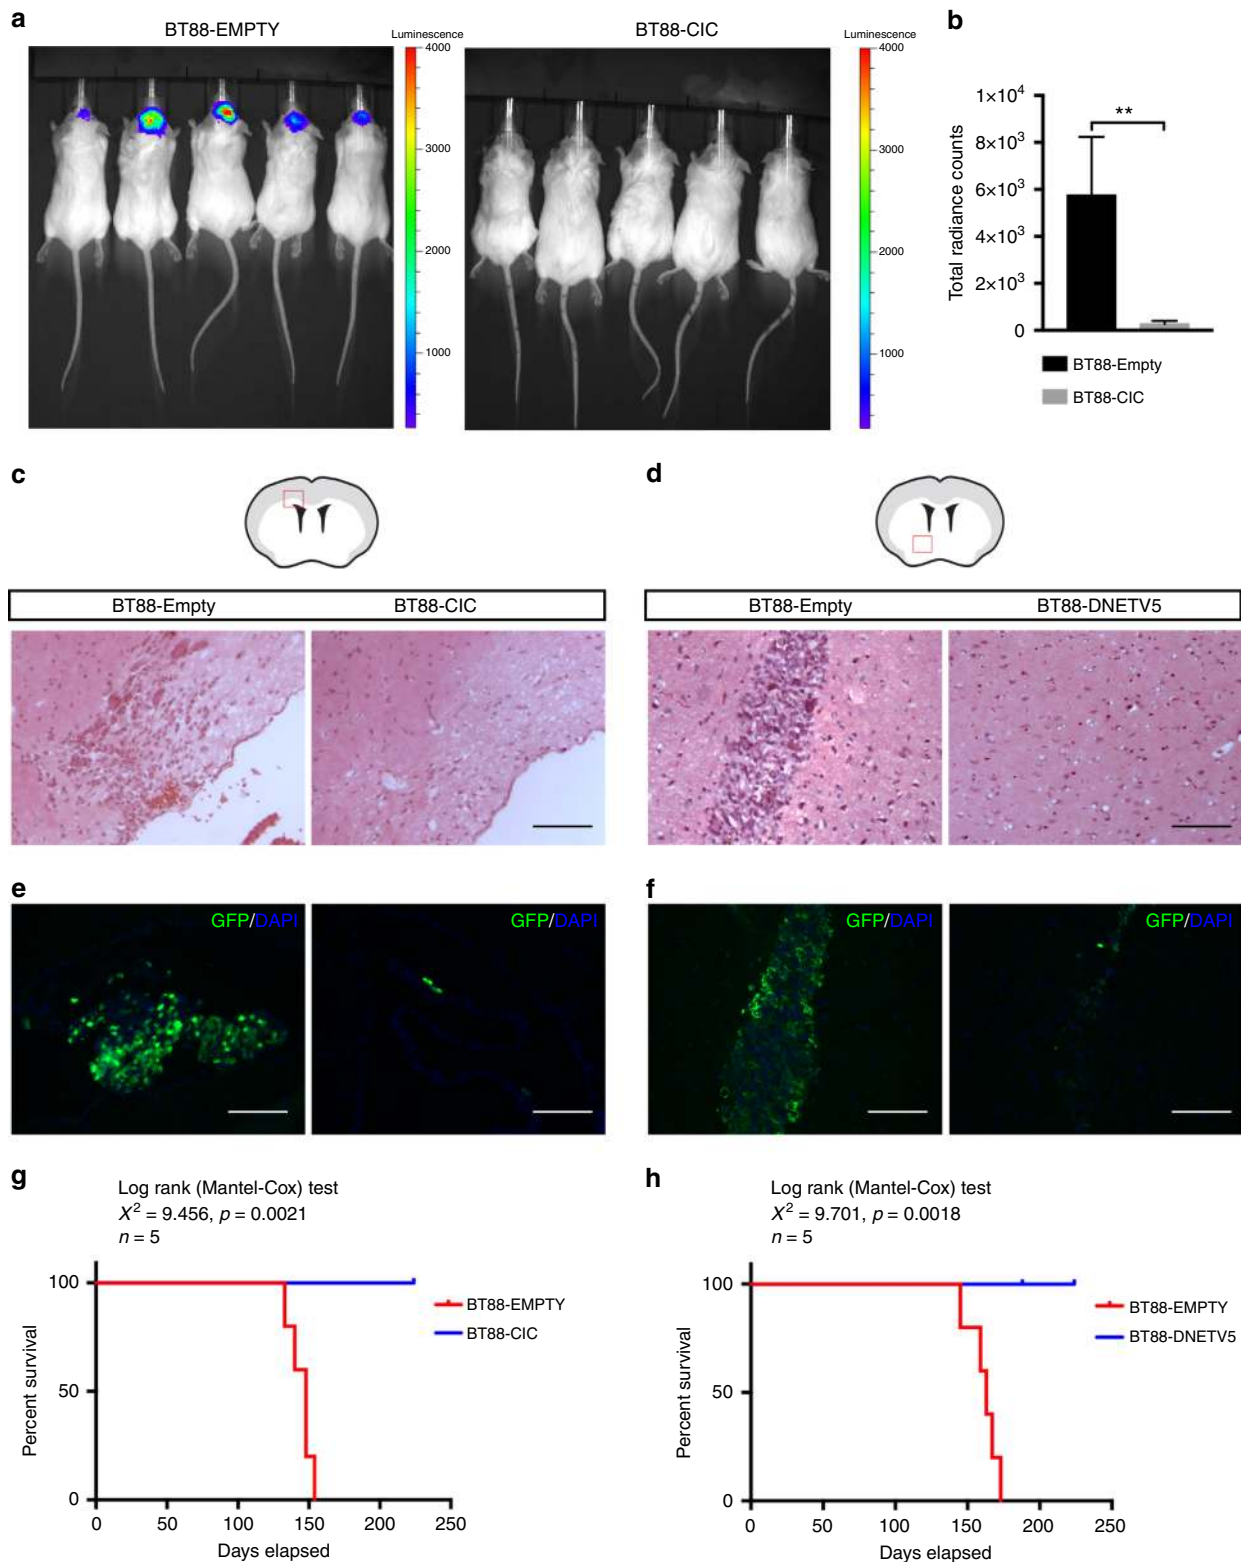 a
BT88-EMPTY
Luminescence
4000
3000
2000
1000
BT88-CIC
Luminescence
4000
3000
2000
1000
b
Total radiance counts
1×10⁴
8×10³
6×10³
4×10³
2×10³
0
**
BT88-Empty
BT88-CIC
c
BT88-Empty
BT88-CIC
d
BT88-Empty
BT88-DNETV5
e
GFP/DAPI
GFP/DAPI
f
GFP/DAPI
GFP/DAPI
g
Log rank (Mantel-Cox) test
X² = 9.456, p = 0.0021
n = 5
Percent survival
100
50
0
0 50 100 150 200 250
Days elapsed
BT88-EMPTY
BT88-CIC
h
Log rank (Mantel-Cox) test
X² = 9.701, p = 0.0018
n = 5
Percent survival
100
50
0
0 50 100 150 200 250
Days elapsed
BT88-EMPTY
BT88-DNETV5